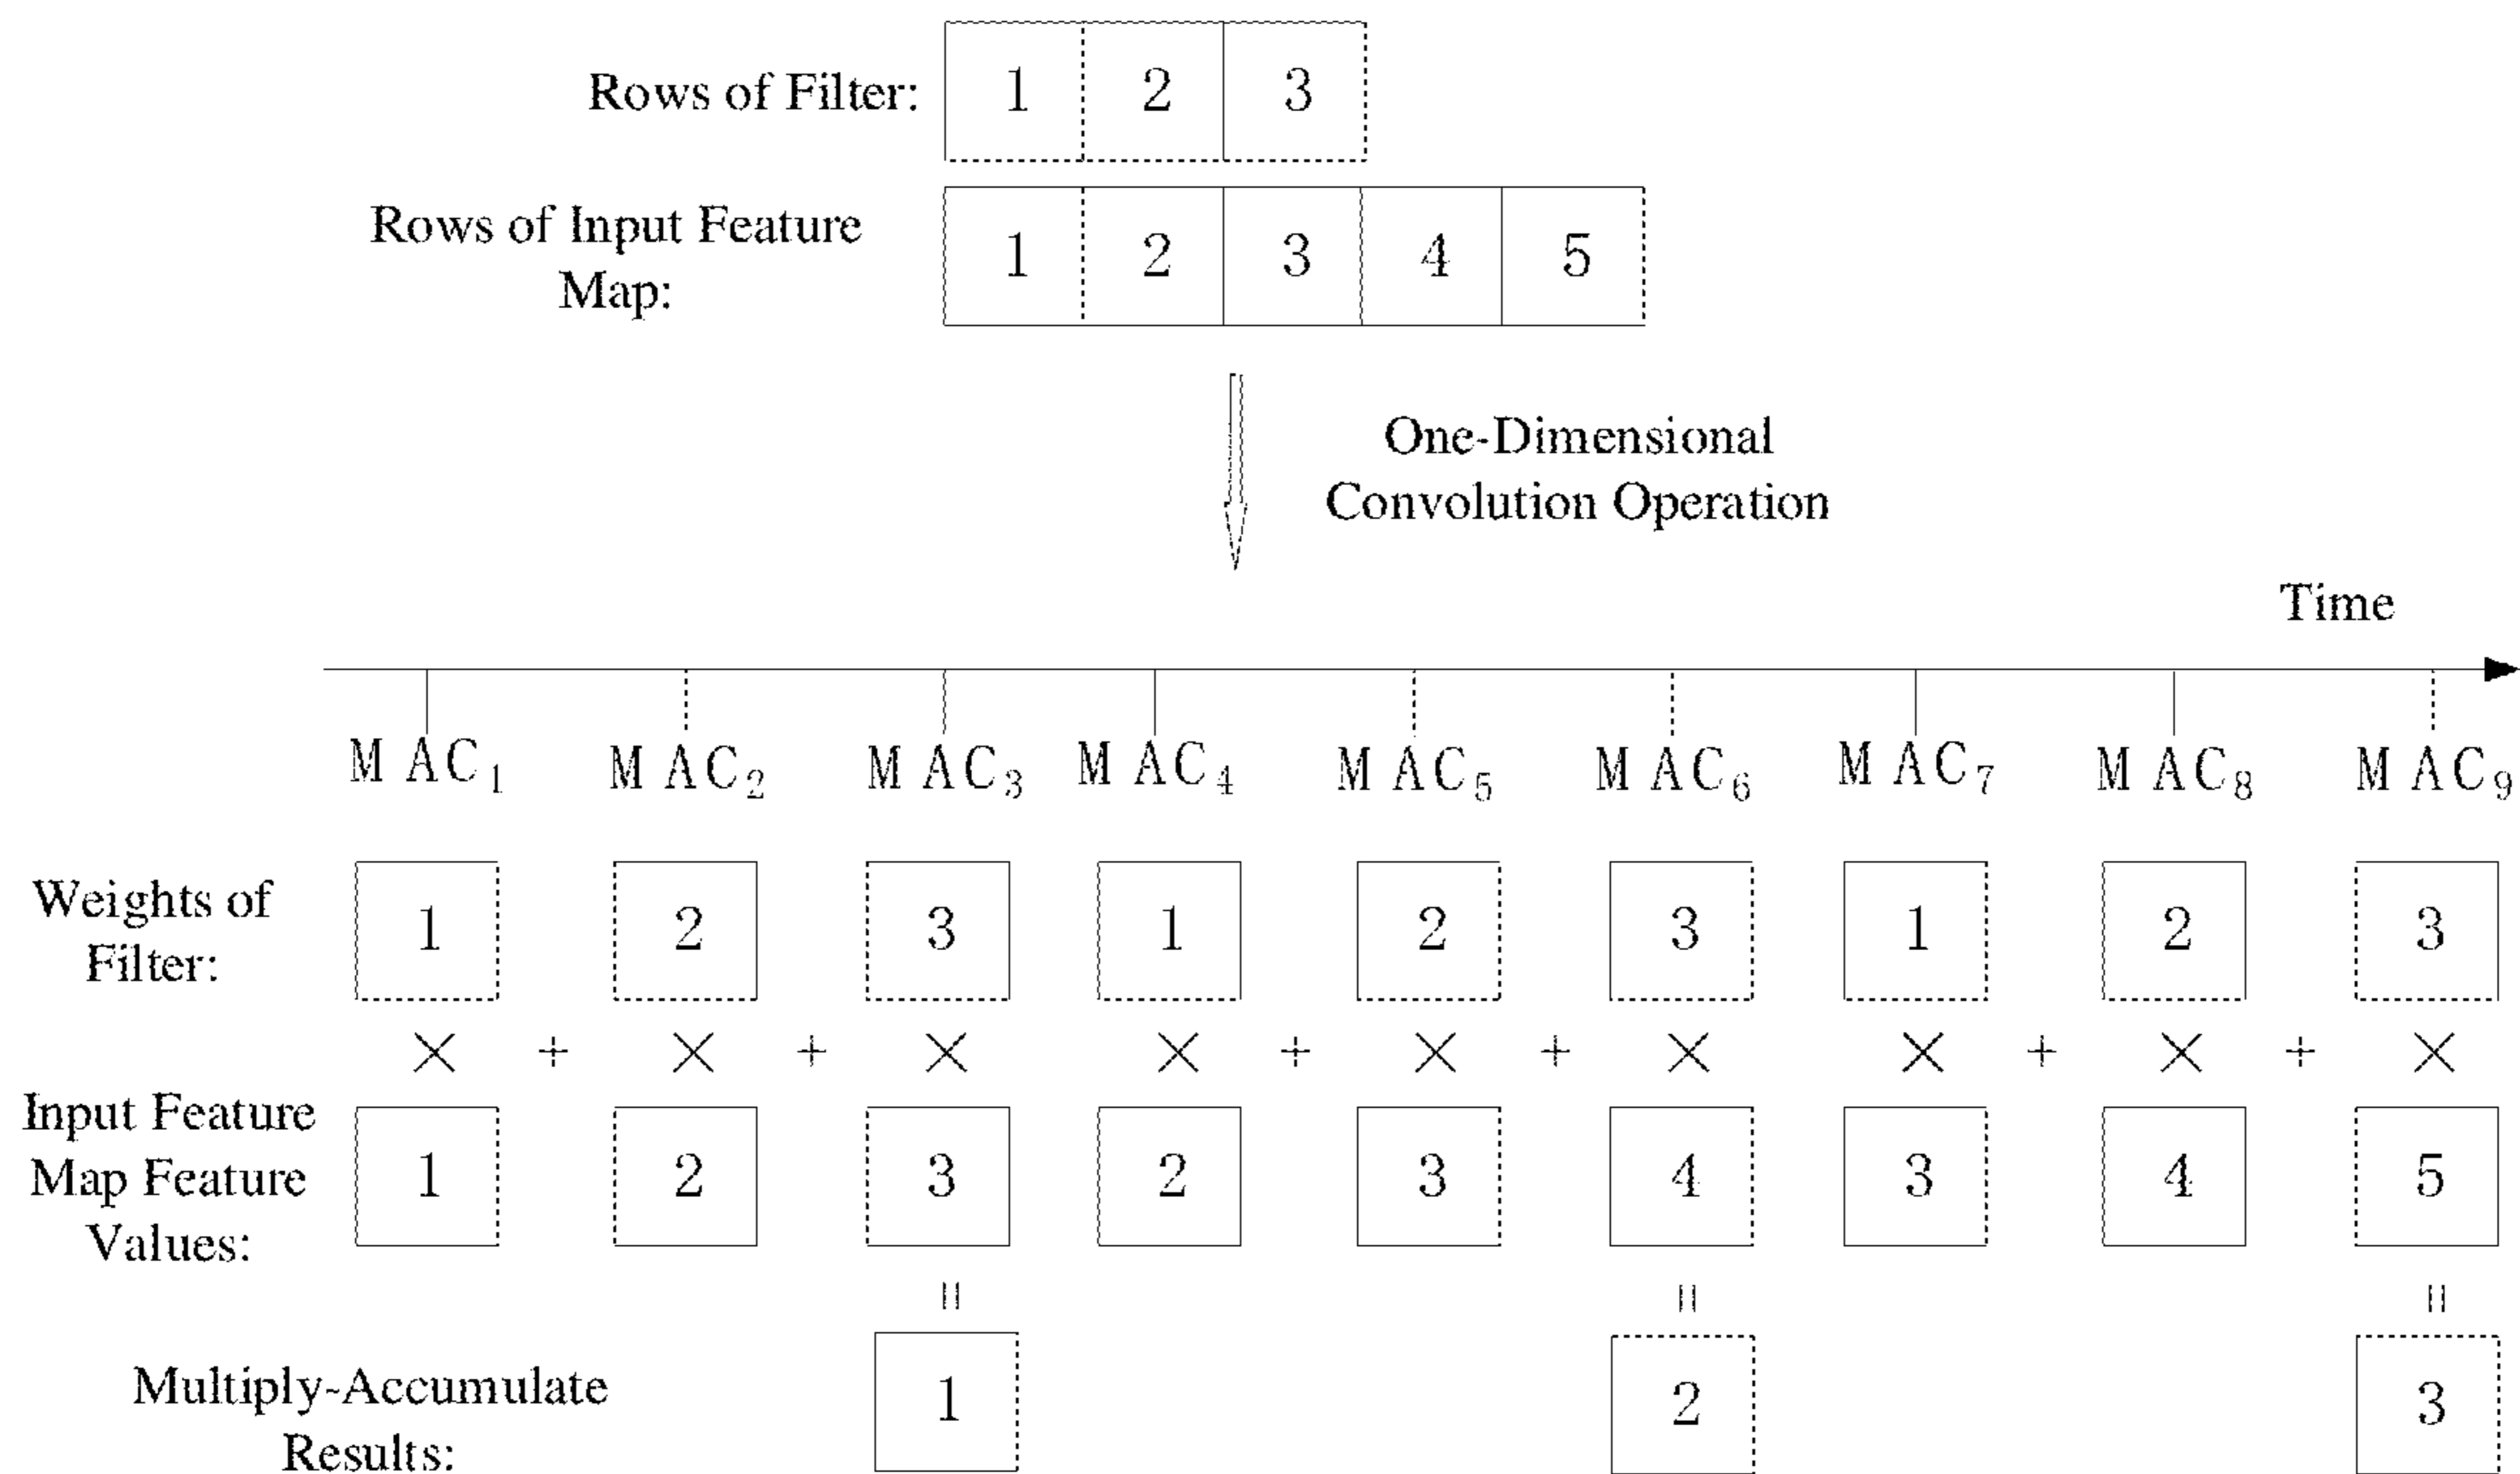 Rows of Filter: 1 2 3
Rows of Input Feature
Map:
1 2 3 4 5
One-Dimensional
Convolution Operation
Time
MAC₁ MAC₂ MAC₃ MAC₄ MAC₅ MAC₆ MAC₇ MAC₈ MAC₉
Weights of
Filter:
1 2 3 1 2 3 1 2 3
× + × + × × + × + × × + × + ×
Input Feature
Map Feature
Values:
1 2 3 2 3 4 3 4 5
= = =
Multiply-Accumulate
Results:
1 2 3